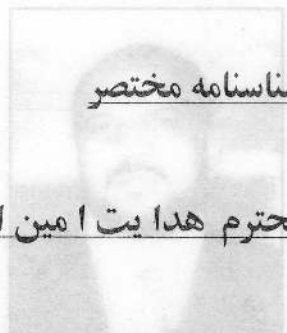 ناسنامه مختصر
حترم هدا یت ا مین ا